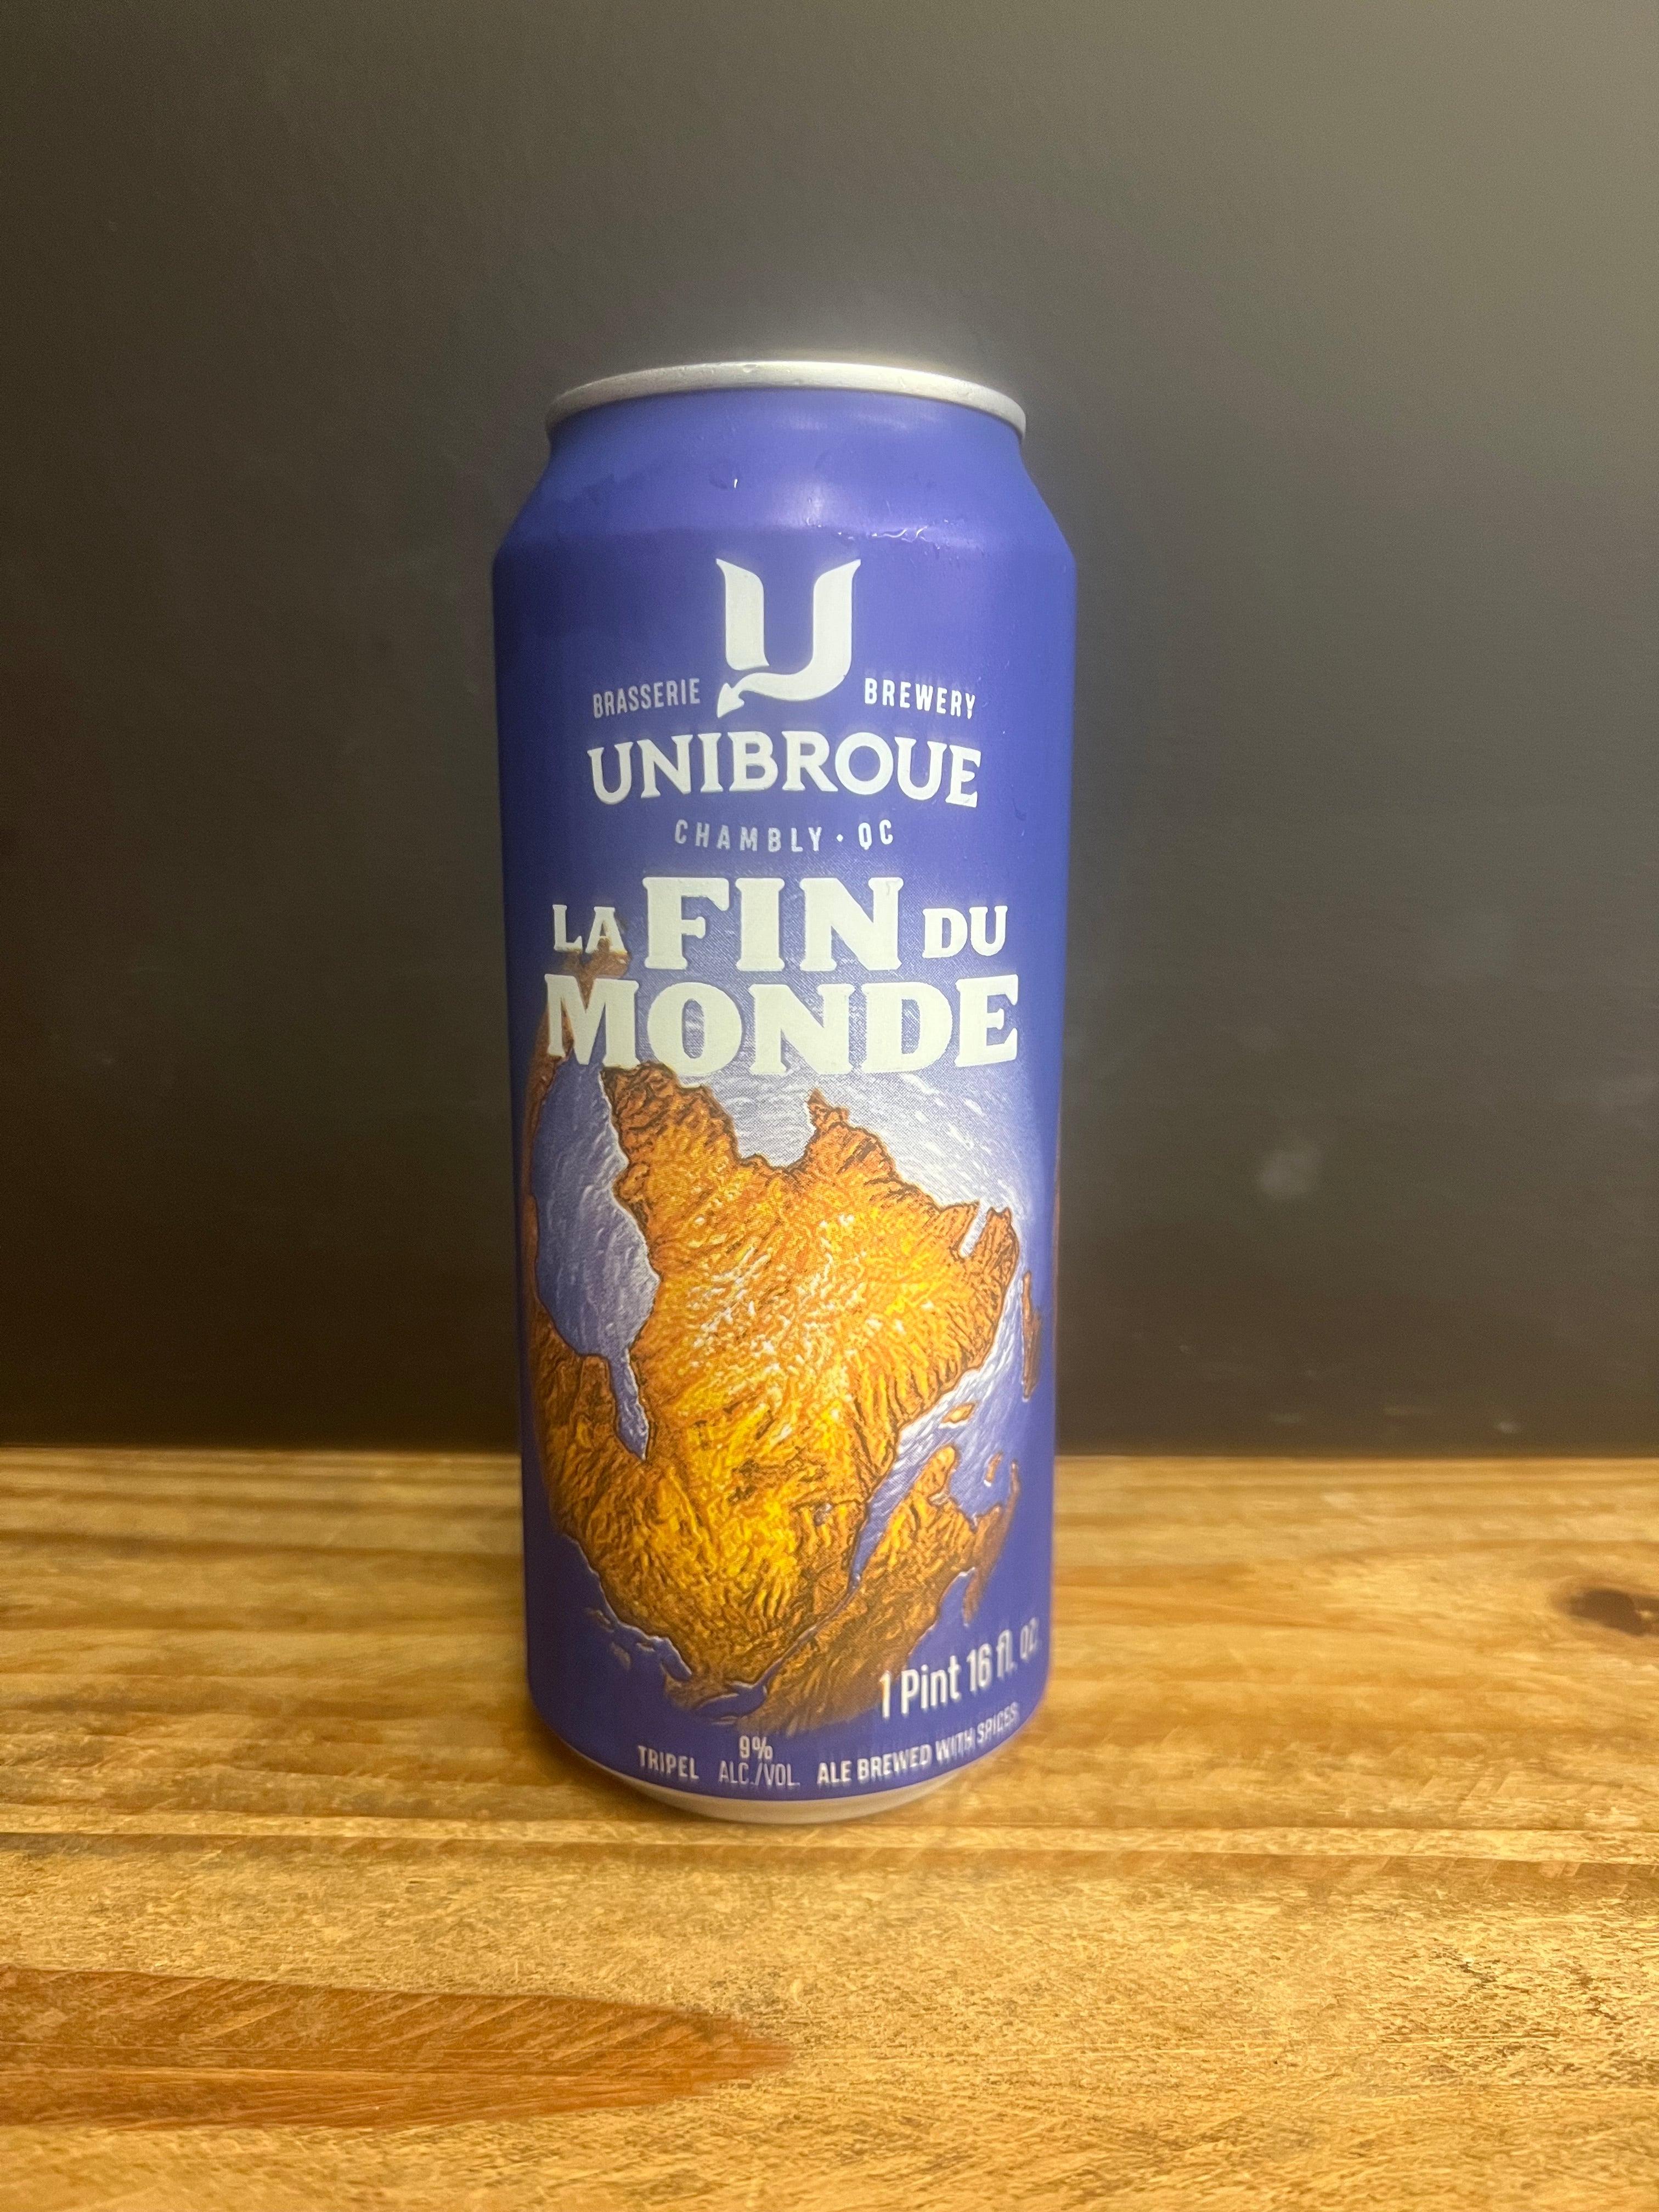 BRASSERIE BREWERY
UNIBROUE
CHAMBLY • QC
LA FIN DU
MONDE
1 Pint 16 fl. oz.
TRIPEL 9% ALC./VOL. ALE BREWED WITH SPICES